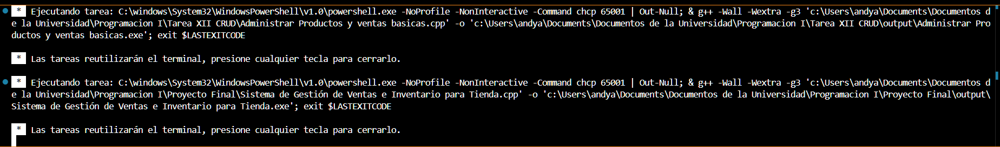 * Ejecutando tarea: C:\windows\System32\WindowsPowerShell\v1.0\powershell.exe -NoProfile -NonInteractive -Command chcp 65001 | Out-Null; & g++ -Wall -Wextra -g3 'c:\Users\andya\Documents\Documentos d
e la Universidad\Programacion I\Tarea XII CRUD\Administrar Productos y ventas basicas.cpp' -o 'c:\Users\andya\Documents\Documentos de la Universidad\Programacion I\Tarea XII CRUD\output\Administrar Pro
ductos y ventas basicas.exe'; exit $LASTEXITCODE
* Las tareas reutilizarán el terminal, presione cualquier tecla para cerrarlo.
* Ejecutando tarea: C:\windows\System32\WindowsPowerShell\v1.0\powershell.exe -NoProfile -NonInteractive -Command chcp 65001 | Out-Null; & g++ -Wall -Wextra -g3 'c:\Users\andya\Documents\Documentos d
e la Universidad\Programacion I\Proyecto Final\Sistema de Gestión de Ventas e Inventario para Tienda.cpp' -o 'c:\Users\andya\Documents\Documentos de la Universidad\Programacion I\Proyecto Final\output\
Sistema de Gestión de Ventas e Inventario para Tienda.exe'; exit $LASTEXITCODE
* Las tareas reutilizarán el terminal, presione cualquier tecla para cerrarlo.